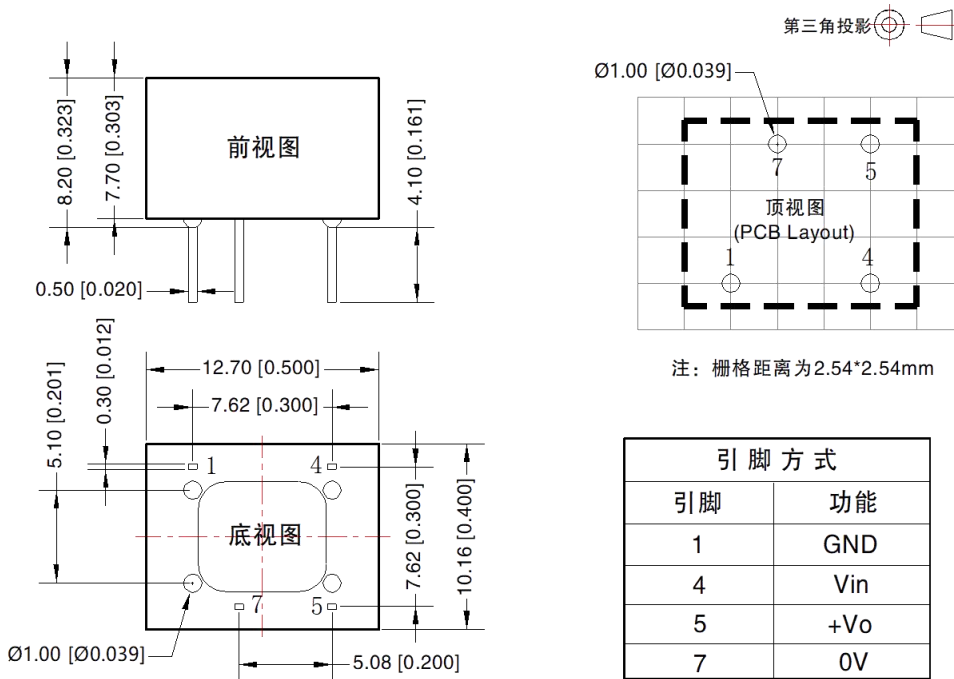 第三角投影
Ø1.00 [Ø0.039]
8.20 [0.323]
7.70 [0.303]
前视图
4.10 [0.161]
0.50 [0.020]
7
5
顶视图
(PCB Layout)
1
4
注：栅格距离为2.54*2.54mm
12.70 [0.500]
7.62 [0.300]
0.30 [0.012]
5.10 [0.201]
1
4
底视图
7.62 [0.300]
10.16 [0.400]
7
5
Ø1.00 [Ø0.039]
5.08 [0.200]
引脚方式
引脚 功能
1 GND
4 Vin
5 +Vo
7 0V